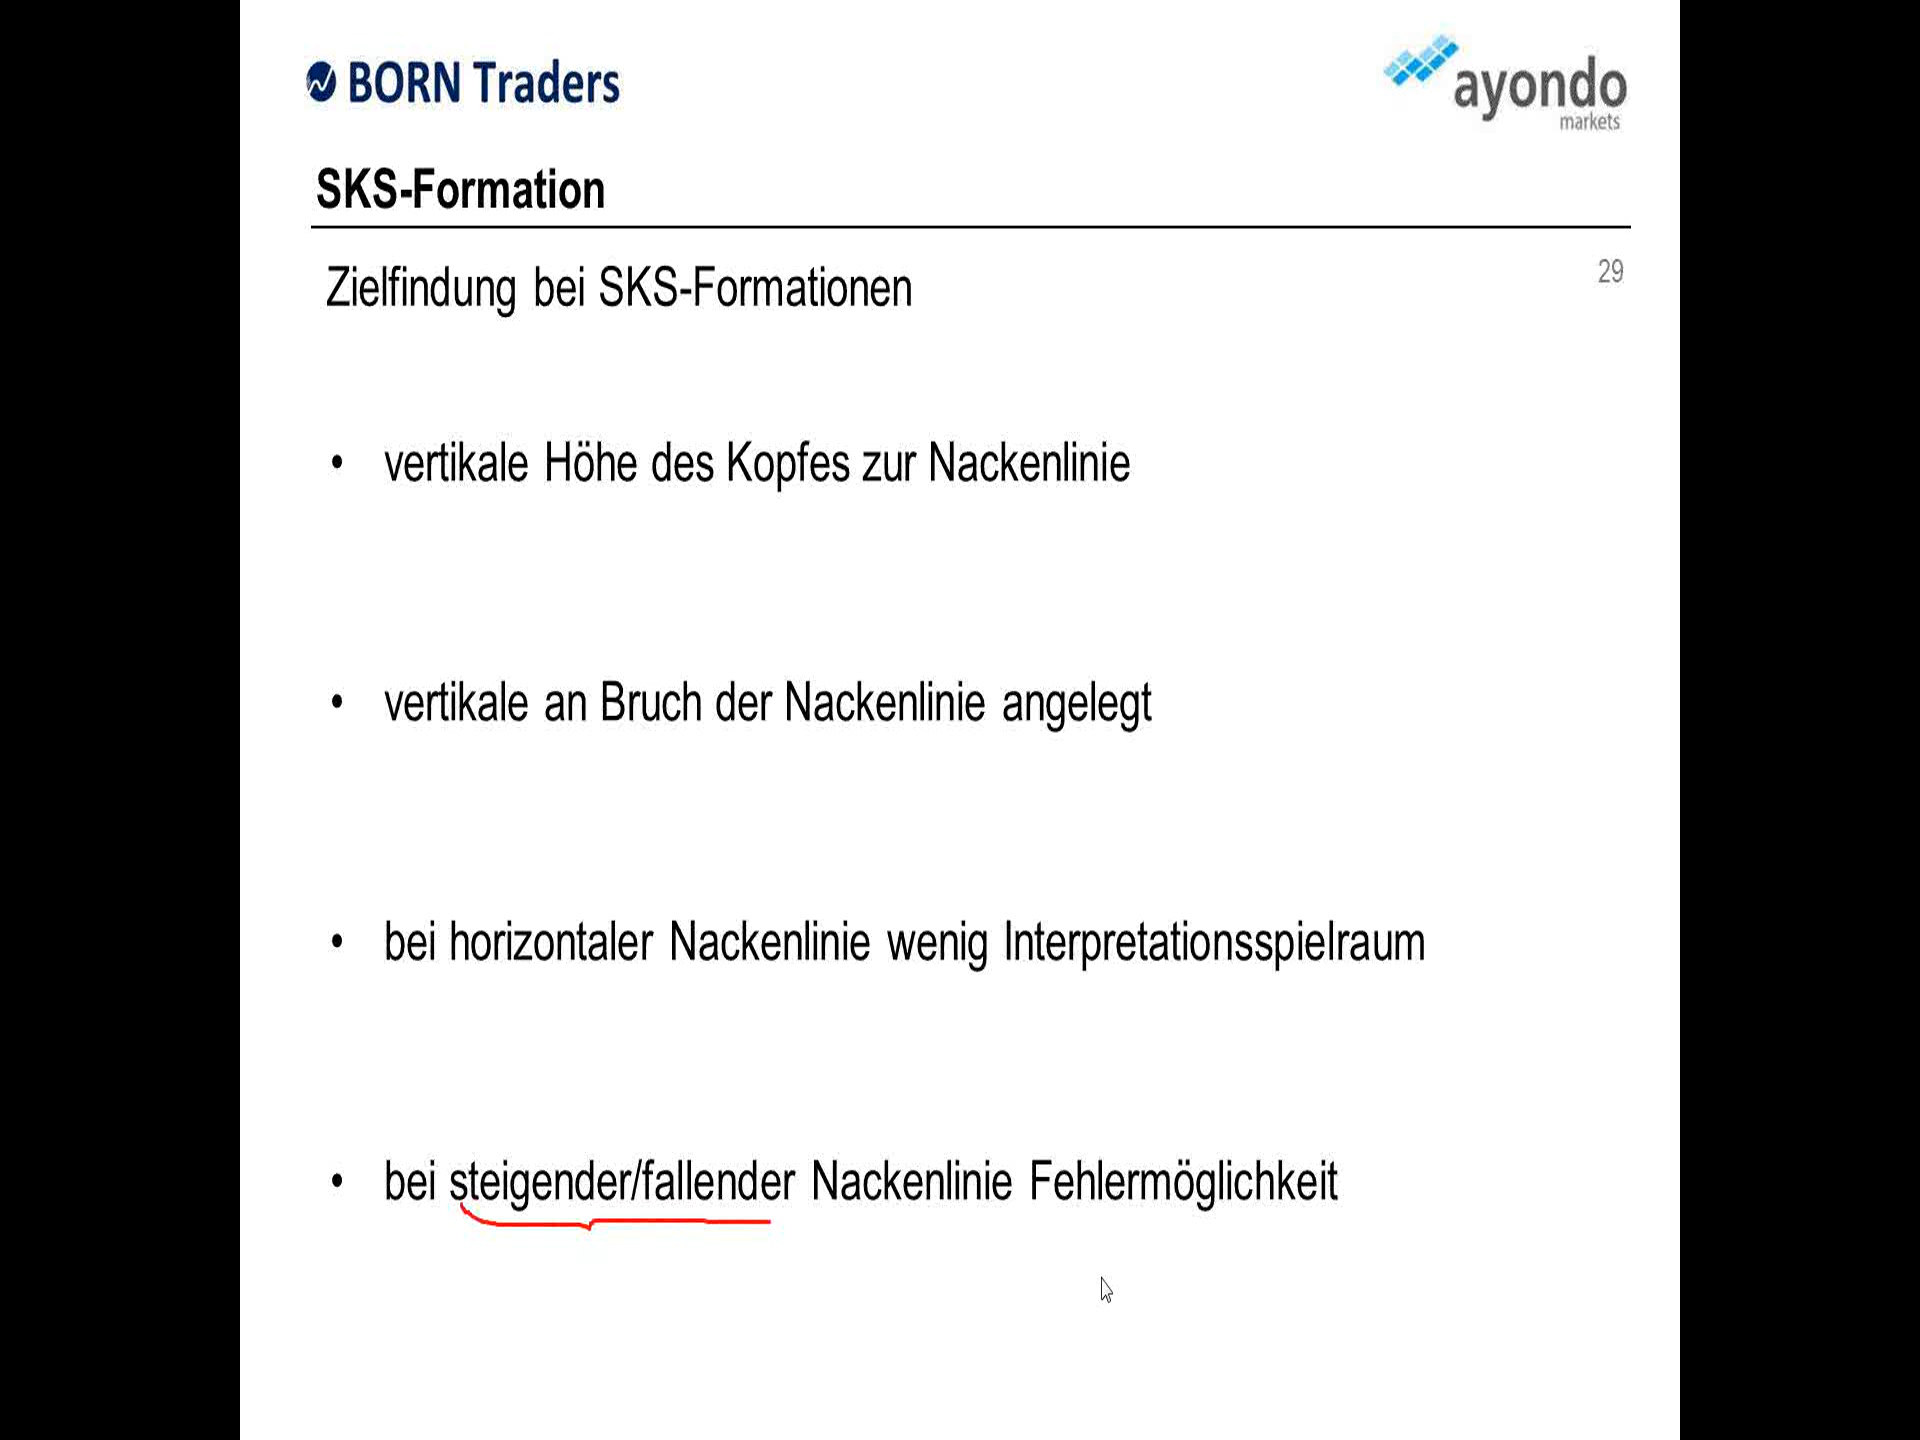 BORN Traders
ayondo
markets
SKS-Formation
Zielfindung bei SKS-Formationen
29
• vertikale Höhe des Kopfes zur Nackenlinie
• vertikale an Bruch der Nackenlinie angelegt
• bei horizontaler Nackenlinie wenig Interpretationsspielraum
• bei steigender/fallender Nackenlinie Fehlermöglichkeit